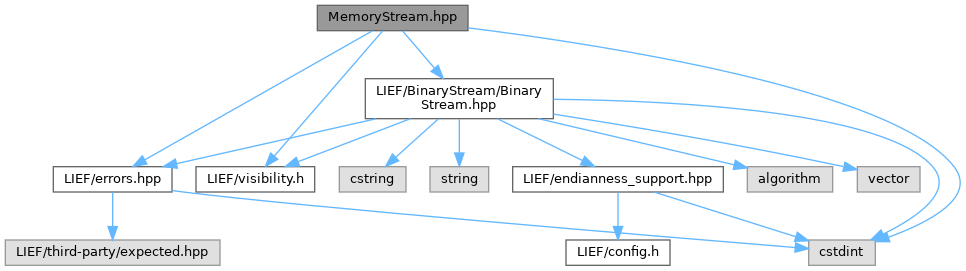 MemoryStream.hpp
LIEF/BinaryStream/Binary
Stream.hpp
LIEF/errors.hpp
LIEF/visibility.h
cstring
string
LIEF/endianness_support.hpp
algorithm
vector
LIEF/third-party/expected.hpp
LIEF/config.h
cstdint